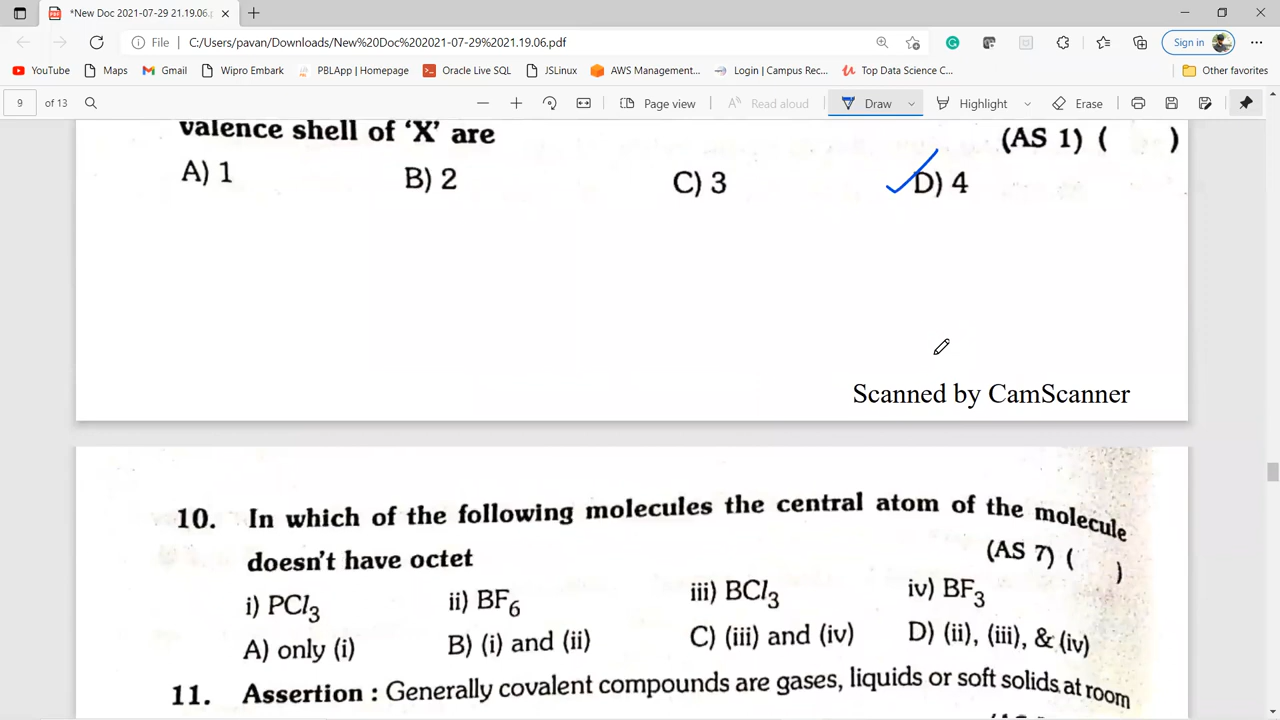 *New Doc 2021-07-29 21.19.06.p
File C:/Users/pavan/Downloads/New%20Doc%202021-07-29%2021.19.06.pdf
Sign in
YouTube Maps Gmail Wipro Embark PBLApp | Homepage Oracle Live SQL JSLinux AWS Management... Login | Campus Rec... Top Data Science C... Other favorites
9 of 13 Page view Read aloud Draw Highlight Erase
valence shell of ‘X’ are (AS 1) ( )
A) 1 B) 2 C) 3 D) 4
Scanned by CamScanner
10. In which of the following molecules the central atom of the molecule
doesn't have octet (AS 7) ( )
i) PCl3 ii) BF6 iii) BCl3 iv) BF3
A) only (i) B) (i) and (ii) C) (iii) and (iv) D) (ii), (iii), & (iv)
11. Assertion : Generally covalent compounds are gases, liquids or soft solids at room